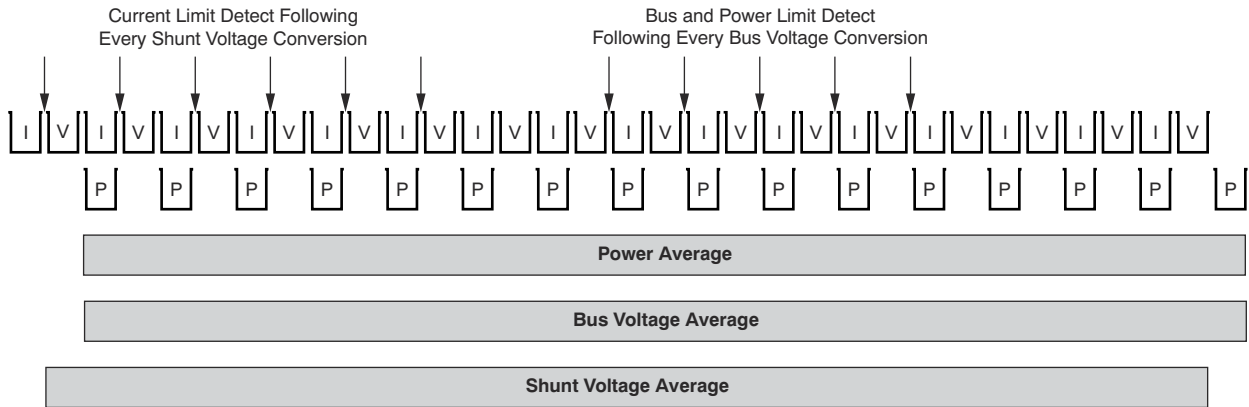 Current Limit Detect Following
Every Shunt Voltage Conversion
Bus and Power Limit Detect
Following Every Bus Voltage Conversion
I V I V I V I V I V I V I V I V I V I V I V I V I V I V I V I V
P P P P P P P P P P P P P P P P
Power Average
Bus Voltage Average
Shunt Voltage Average